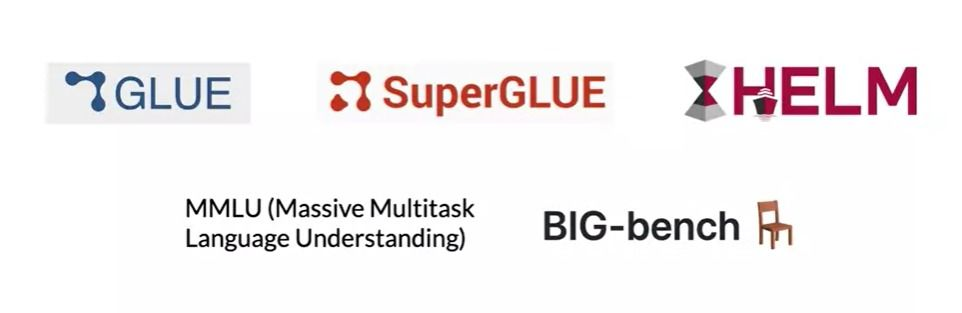 GLUE
SuperGLUE
HELM
MMLU (Massive Multitask
Language Understanding)
BIG-bench